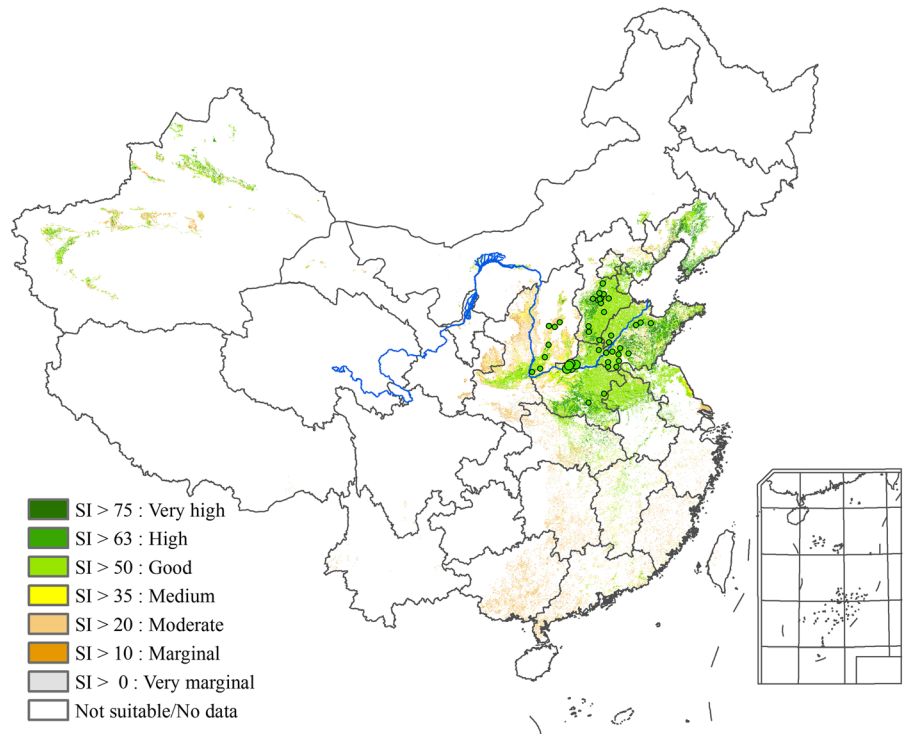 SI > 75 : Very high
SI > 63 : High
SI > 50 : Good
SI > 35 : Medium
SI > 20 : Moderate
SI > 10 : Marginal
SI >  0 : Very marginal
Not suitable/No data